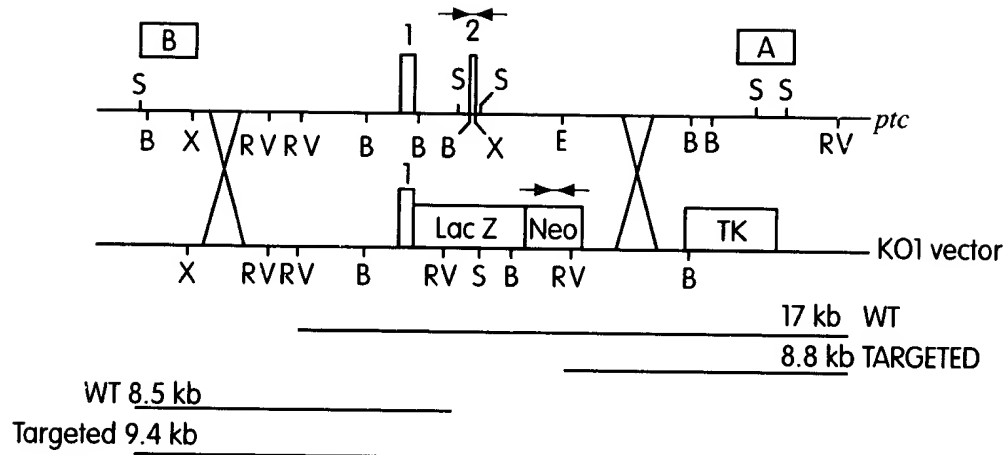 B 1 2 A
S S S S S
ptc
B X RV RV B B B X E B B RV
1
Lac Z Neo TK
KO1 vector
X RV RV B RV S B RV B
17 kb WT
8.8 kb TARGETED
WT 8.5 kb
Targeted 9.4 kb